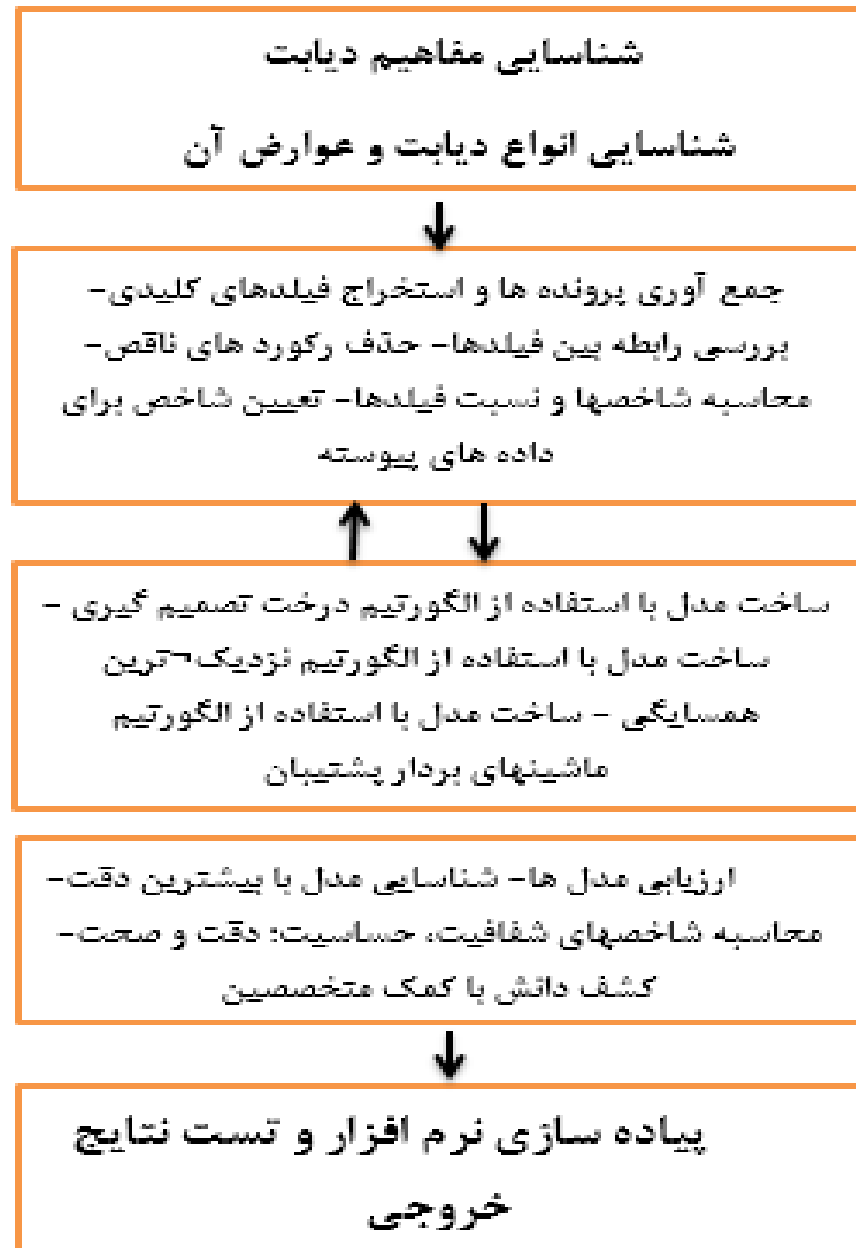 شناسایی مفاهیم دیابت
شناسایی انواع دیابت و عوارض آن
جمع آوری پرونده ها و استخراج فیلدهای کلیدی-
بررسی رابطه بین فیلدها- حذف رکورد های ناقص-
محاسبه شاخصها و نسبت فیلدها- تعیین شاخص برای
داده های پیوسته
ساخت مدل با استفاده از الگورتیم درخت تصمیم گیری -
ساخت مدل با استفاده از الگورتیم نزدیک¬ترین
همسایگی - ساخت مدل با استفاده از الگورتیم
ماشینهای بردار پشتیبان
ارزیابی مدل ها- شناسایی مدل با بیشترین دقت-
محاسبه شاخصهای شفافیت، حساسیت؛ دقت و صحت-
کشف دانش با کمک متخصصین
پیاده سازی نرم افزار و تست نتایج
خروجی